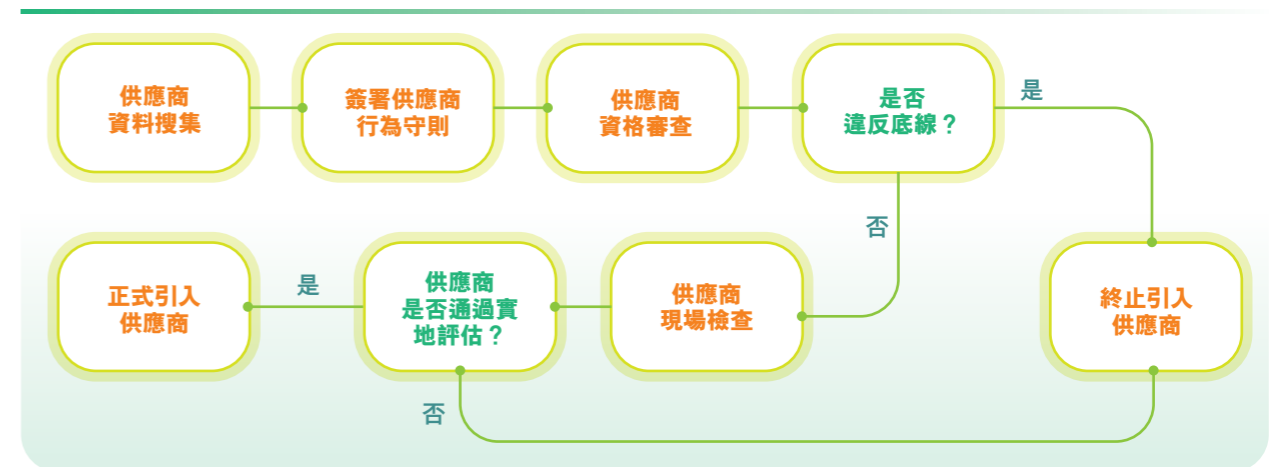 供應商
資料搜集
簽署供應商
行為守則
供應商
資格審查
是否
違反底線？
是
否
正式引入
供應商
是
供應商
是否通過實
地評估？
供應商
現場檢查
終止引入
供應商
否